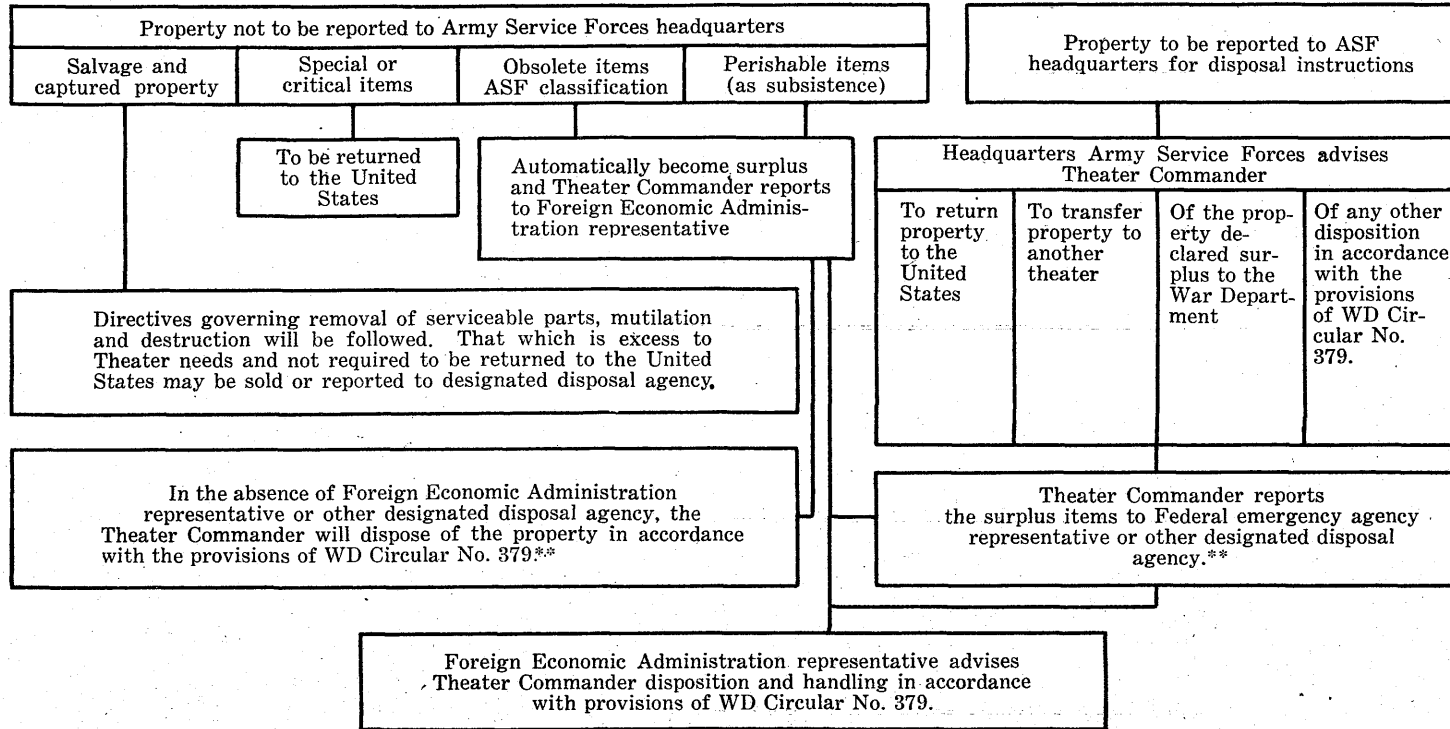 Property not to be reported to Army Service Forces headquarters
Salvage and
captured property
Special or
critical items
Obsolete items
ASF classification
Perishable items
(as subsistence)
Property to be reported to ASF
headquarters for disposal instructions
To be returned
to the United
States
Automatically become surplus
and Theater Commander reports
to Foreign Economic Adminis-
tration representative
Headquarters Army Service Forces advises
Theater Commander
To return
property
to the
United
States
To transfer
property to
another
theater
Of the prop-
erty de-
clared sur-
plus to the
War Depart-
ment
Of any other
disposition
in accordance
with the
provisions
of WD Cir-
cular No.
379.
Directives governing removal of serviceable parts, mutilation
and destruction will be followed. That which is excess to
Theater needs and not required to be returned to the United
States may be sold or reported to designated disposal agency.
In the absence of Foreign Economic Administration
representative or other designated disposal agency, the
Theater Commander will dispose of the property in accordance
with the provisions of WD Circular No. 379.**
Theater Commander reports
the surplus items to Federal emergency agency
representative or other designated disposal
agency.**
Foreign Economic Administration representative advises
Theater Commander disposition and handling in accordance
with provisions of WD Circular No. 379.